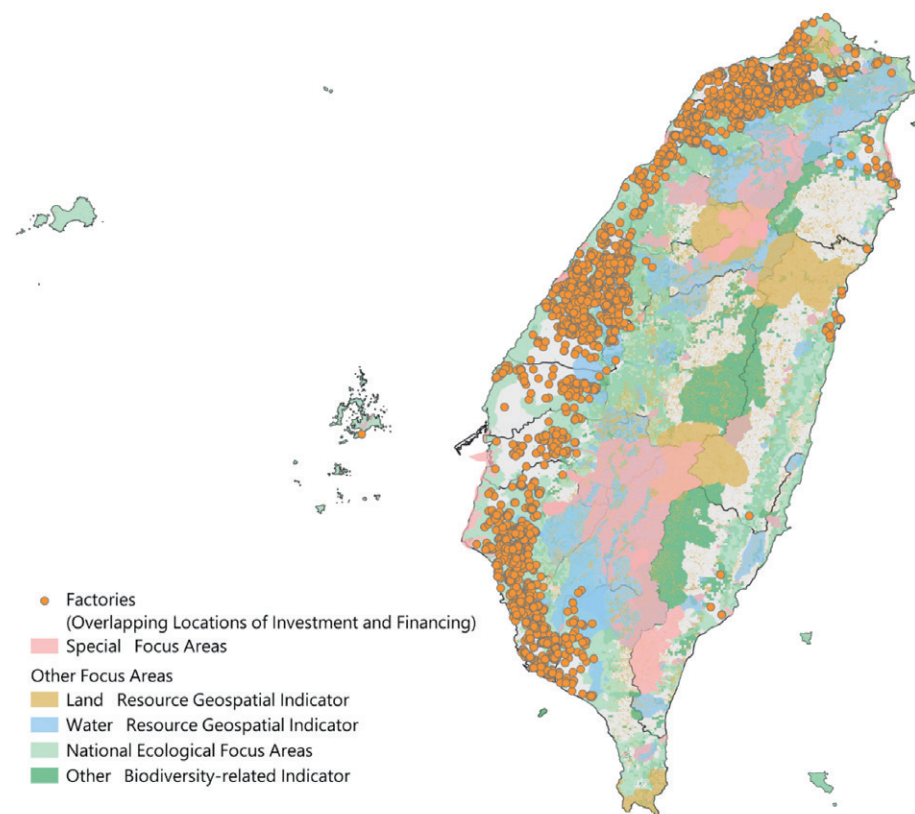 Factories
(Overlapping Locations of Investment and Financing)
Special Focus Areas
Other Focus Areas
Land Resource Geospatial Indicator
Water Resource Geospatial Indicator
National Ecological Focus Areas
Other Biodiversity-related Indicator